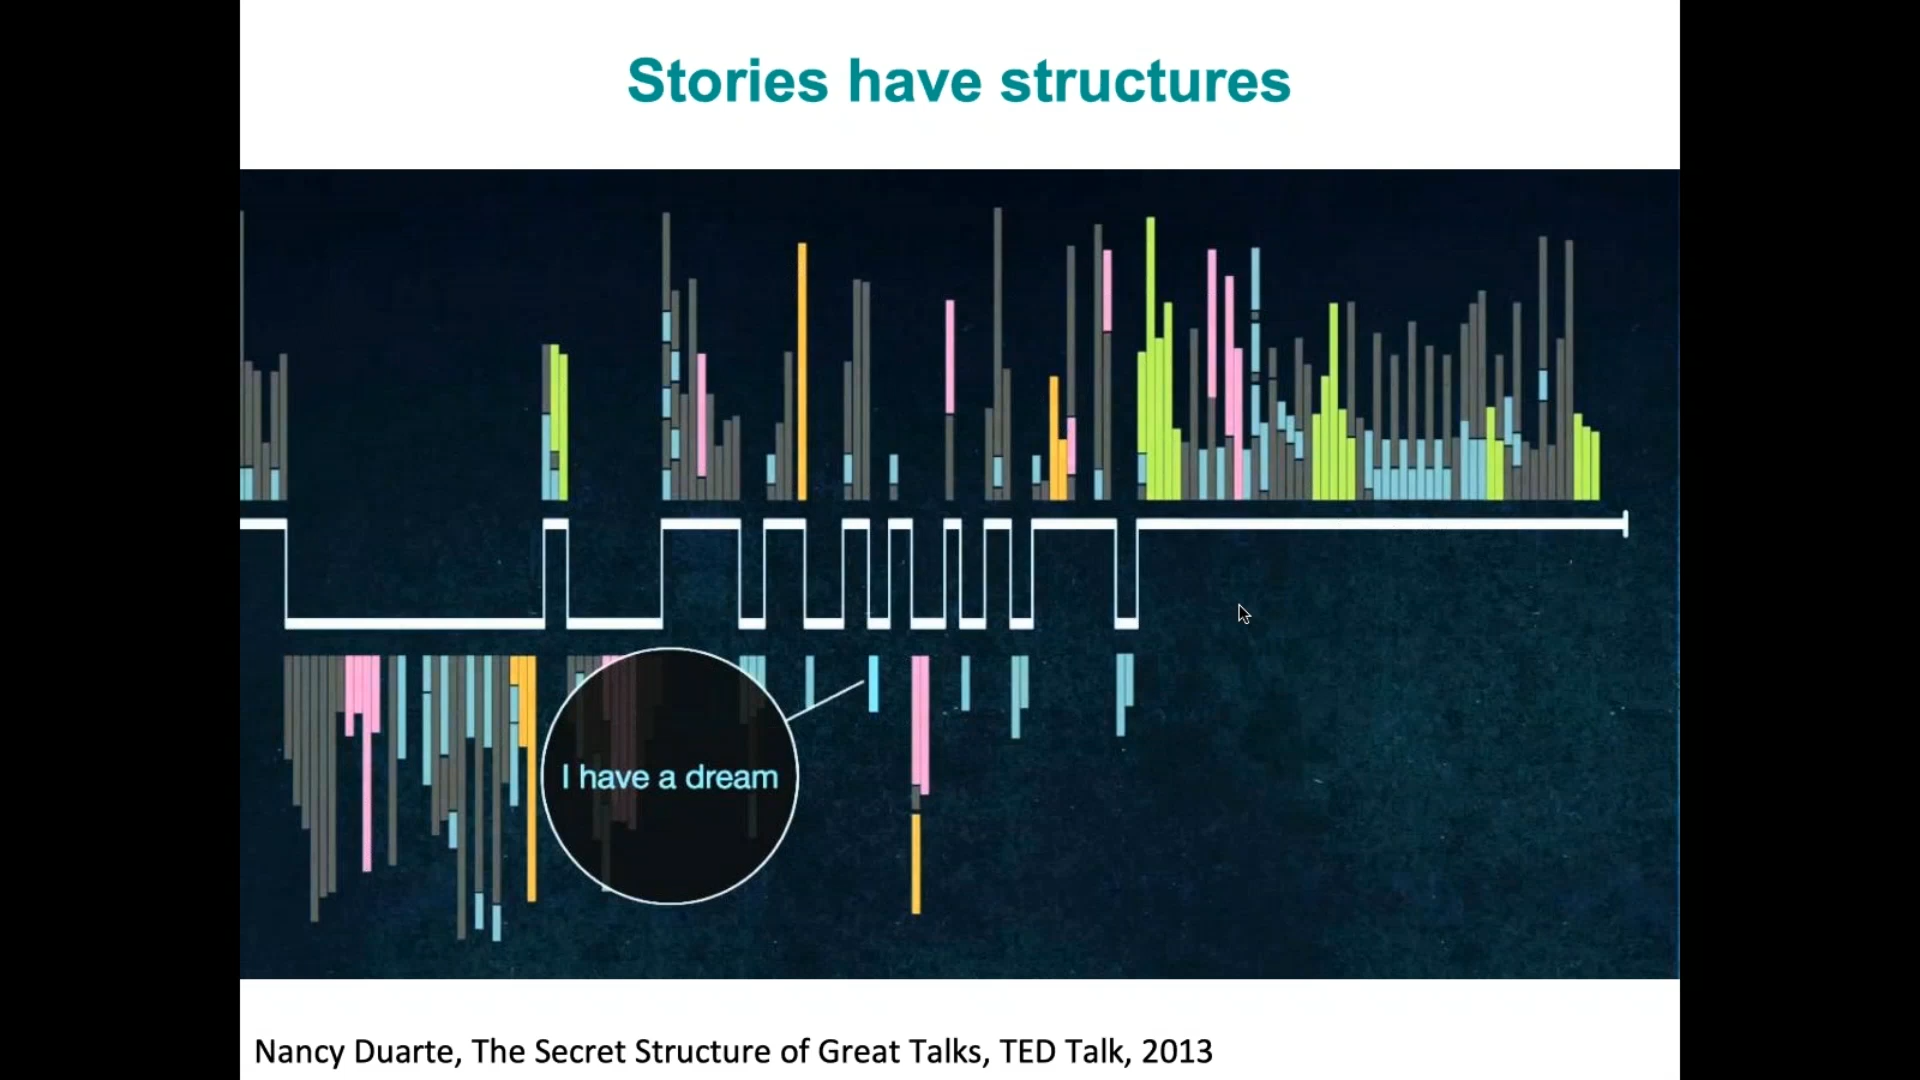 Stories have structures
I have a dream
Nancy Duarte, The Secret Structure of Great Talks, TED Talk, 2013